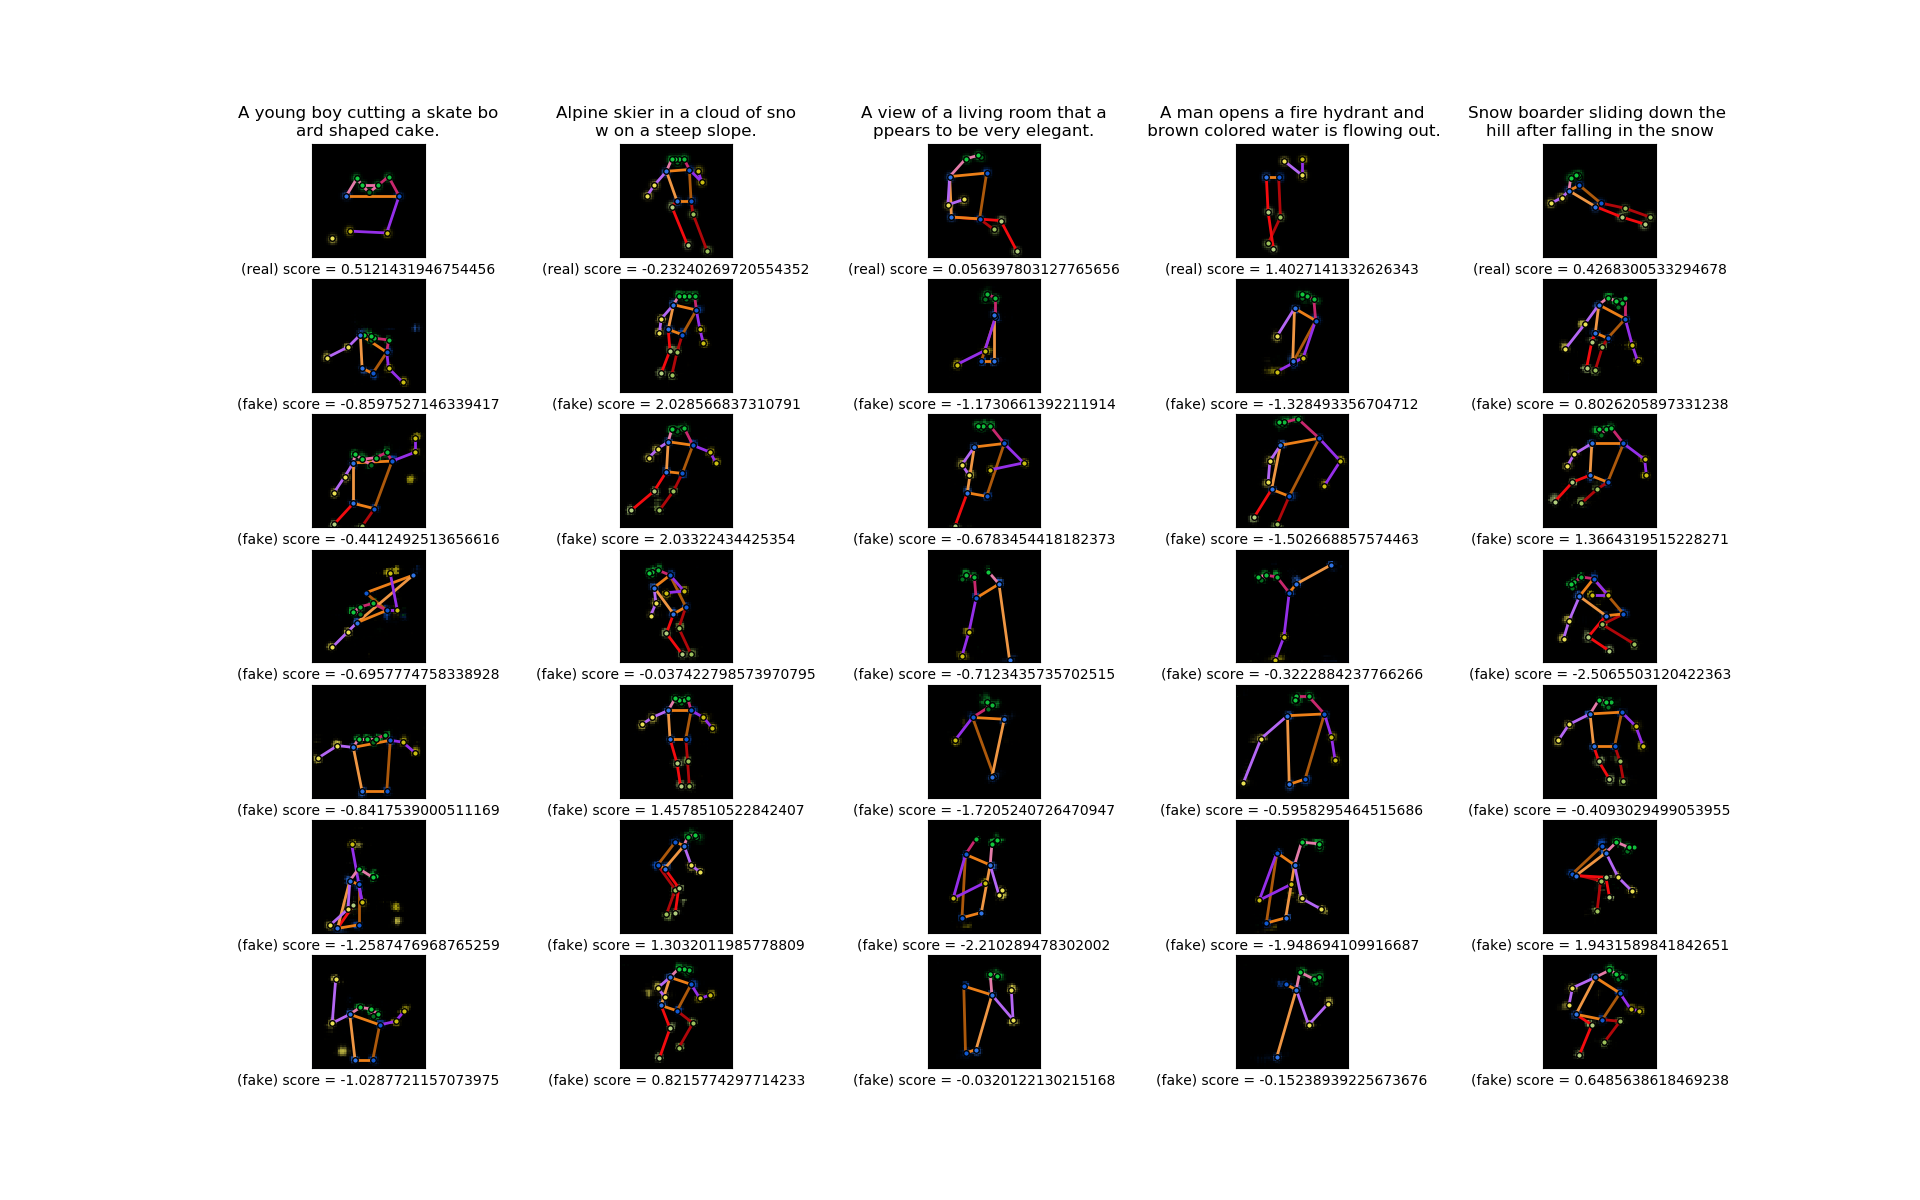 A young boy cutting a skate bo
ard shaped cake.
Alpine skier in a cloud of sno
w on a steep slope.
A view of a living room that a
ppears to be very elegant.
A man opens a fire hydrant and
brown colored water is flowing out.
Snow boarder sliding down the
hill after falling in the snow
(real) score = 0.5121431946754456
(real) score = -0.23240269720554352
(real) score = 0.056397803127765656
(real) score = 1.4027141332626343
(real) score = 0.4268300533294678
(fake) score = -0.8597527146339417
(fake) score = 2.028566837310791
(fake) score = -1.1730661392211914
(fake) score = -1.328493356704712
(fake) score = 0.8026205897331238
(fake) score = -0.4412492513656616
(fake) score = 2.03322434425354
(fake) score = -0.6783454418182373
(fake) score = -1.502668857574463
(fake) score = 1.3664319515228271
(fake) score = -0.6957774758338928
(fake) score = -0.037422798573970795
(fake) score = -0.7123435735702515
(fake) score = -0.3222884237766266
(fake) score = -2.5065503120422363
(fake) score = -0.8417539000511169
(fake) score = 1.4578510522842407
(fake) score = -1.7205240726470947
(fake) score = -0.5958295464515686
(fake) score = -0.4093029499053955
(fake) score = -1.2587476968765259
(fake) score = 1.3032011985778809
(fake) score = -2.210289478302002
(fake) score = -1.948694109916687
(fake) score = 1.9431589841842651
(fake) score = -1.0287721157073975
(fake) score = 0.8215774297714233
(fake) score = -0.0320122130215168
(fake) score = -0.15238939225673676
(fake) score = 0.6485638618469238